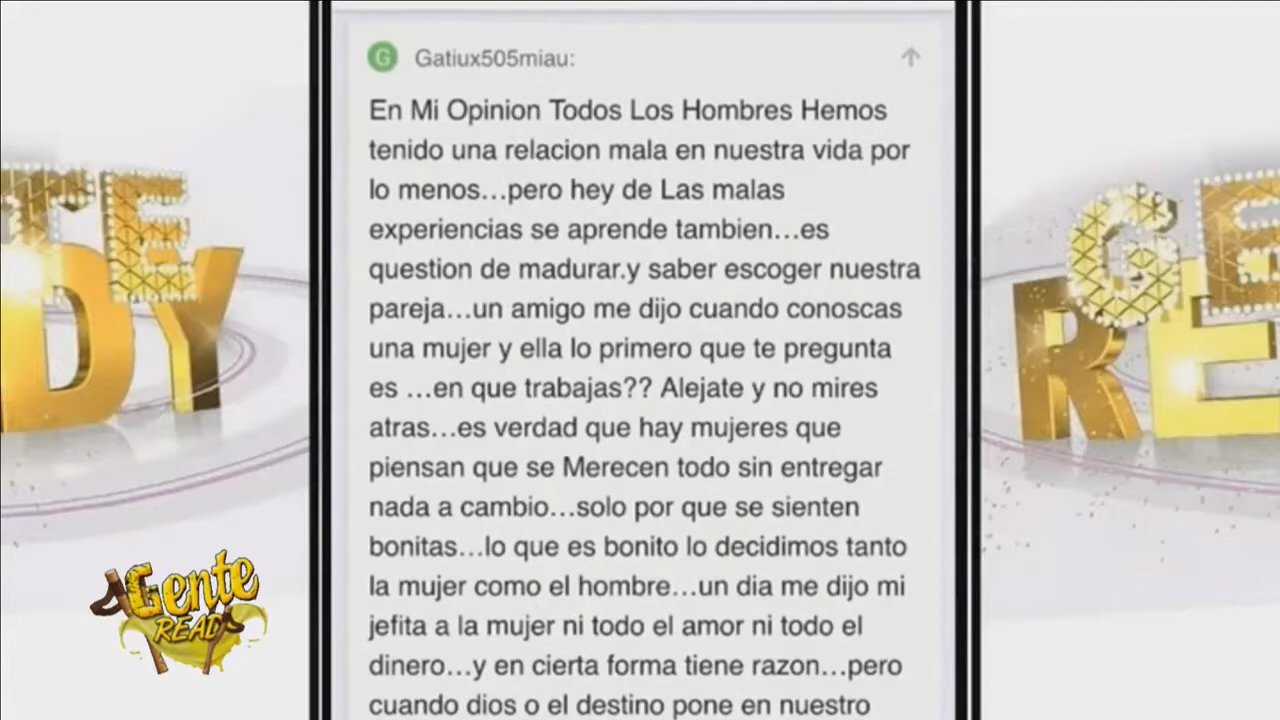 Gatiux505miau:
En Mi Opinion Todos Los Hombres Hemos
tenido una relacion mala en nuestra vida por
lo menos...pero hey de Las malas
experiencias se aprende tambien...es
question de madurar.y saber escoger nuestra
pareja...un amigo me dijo cuando conoscas
una mujer y ella lo primero que te pregunta
es ...en que trabajas?? Alejate y no mires
atras...es verdad que hay mujeres que
piensan que se Merecen todo sin entregar
nada a cambio...solo por que se sienten
bonitas...lo que es bonito lo decidimos tanto
la mujer como el hombre...un dia me dijo mi
jefita a la mujer ni todo el amor ni todo el
dinero...y en cierta forma tiene razon...pero
cuando dios o el destino pone en nuestro
G
TE
DY
GE
RE
Gente
READY